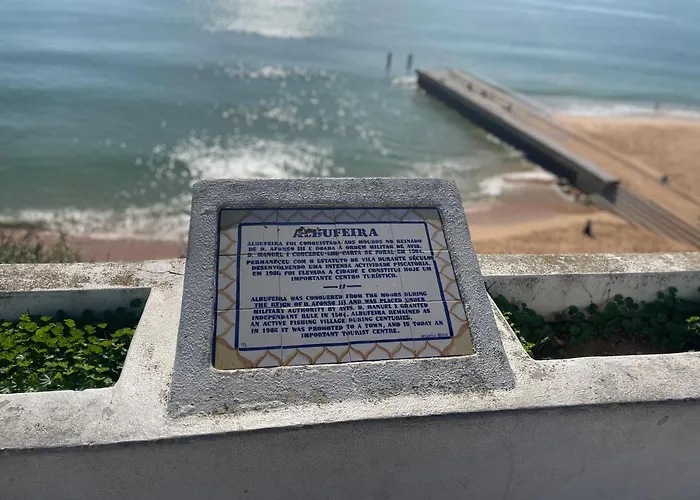 ALBUFEIRA
ALBUFEIRA FOI CONQUISTADA AOS MOUROS NO REINADO
DE D. AFONSO III E DOADA À ORDEM MILITAR DE AVIS.
D. MANUEL I CONCEDEU-LHE FORAL EM 1504.
PERMANECEU COM O ESTATUTO DE VILA DURANTE SÉCULOS
DESENVOLVENDO UMA INTENSA ACTIVIDADE PISCATÓRIA.
EM 1986 FOI ELEVADA A CIDADE E CONSTITUI HOJE UM
IMPORTANTE CENTRO TURÍSTICO.
ALBUFEIRA WAS CONQUERED FROM THE MOORS DURING
THE REIGN OF D. AFONSO III AND WAS PLACED UNDER
MILITARY AUTHORITY BY D. MANUEL I GRANTED
INDEPENDANT RULE IN 1504, ALBUFEIRA REMAINED AS
AN ACTIVE FISHING VILLAGE DURING CENTURIES
IN 1986 IT WAS PROMOTED TO A TOWN, AND IS TODAY AN
IMPORTANT TOURIST CENTRE